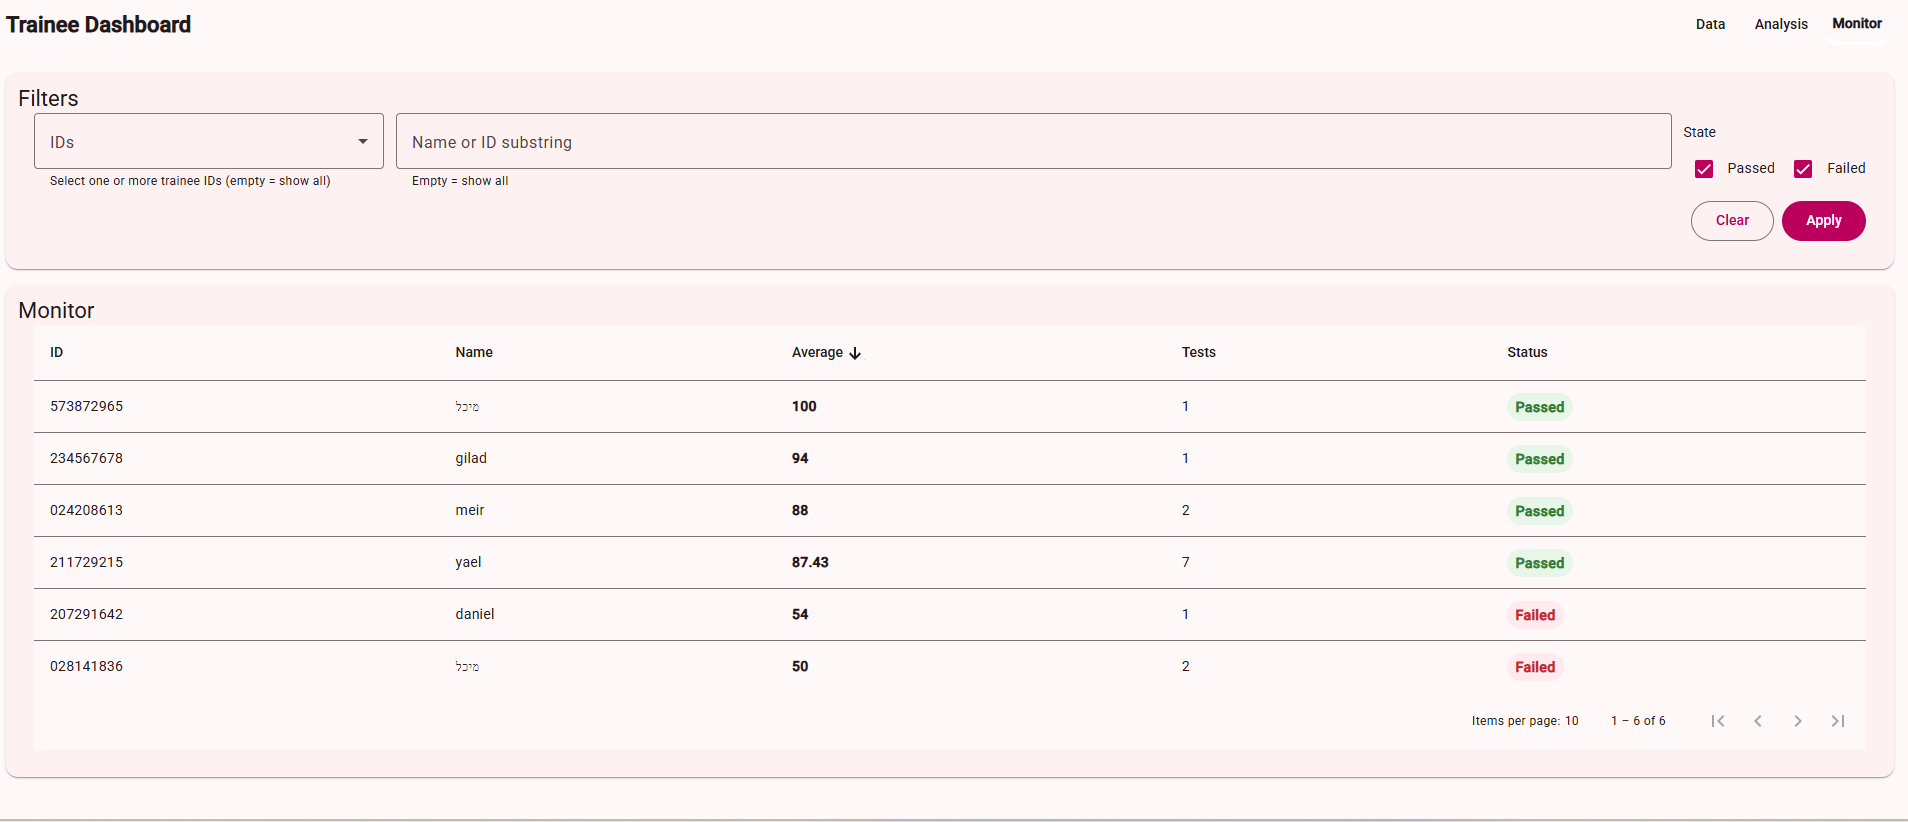 Trainee Dashboard
Data Analysis Monitor
Filters
IDs
Name or ID substring
State
Select one or more trainee IDs (empty = show all)
Empty = show all
Passed Failed
Clear Apply
Monitor
ID Name Average Tests Status
573872965 מיכל 100 1 Passed
234567678 gilad 94 1 Passed
024208613 meir 88 2 Passed
211729215 yael 87.43 7 Passed
207291642 daniel 54 1 Failed
028141836 מיכל 50 2 Failed
Items per page: 10 1 – 6 of 6